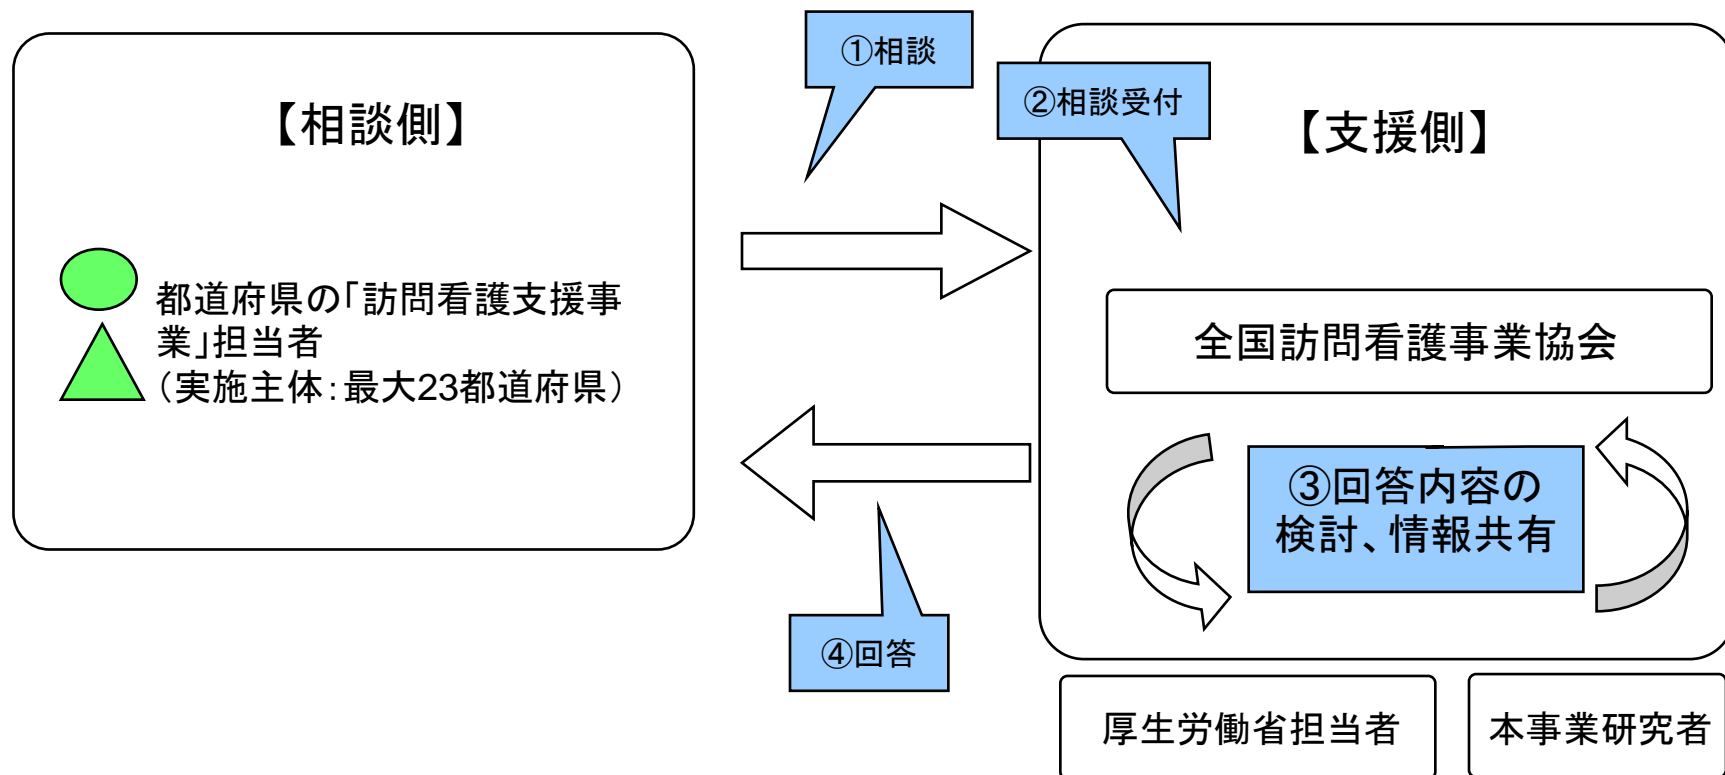 【相談側】
都道府県の「訪問看護支援事
業」担当者
（実施主体：最大23都道府県）
①相談
②相談受付
【支援側】
全国訪問看護事業協会
③回答内容の
検討、情報共有
④回答
厚生労働省担当者
本事業研究者